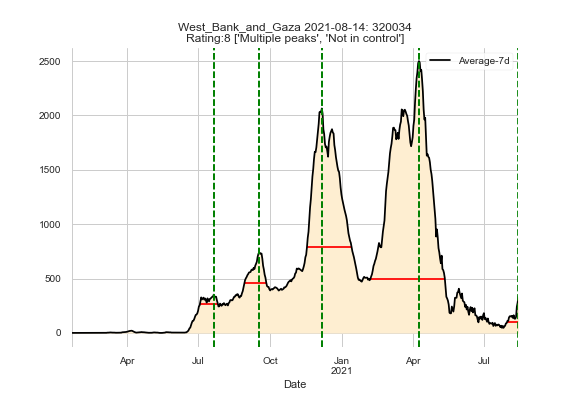 West_Bank_and_Gaza 2021-08-14: 320034
Rating:8 ['Multiple peaks', 'Not in control']
Average-7d
2500
2000
1500
1000
500
0
Apr Jul Oct Jan Apr Jul
2021
Date